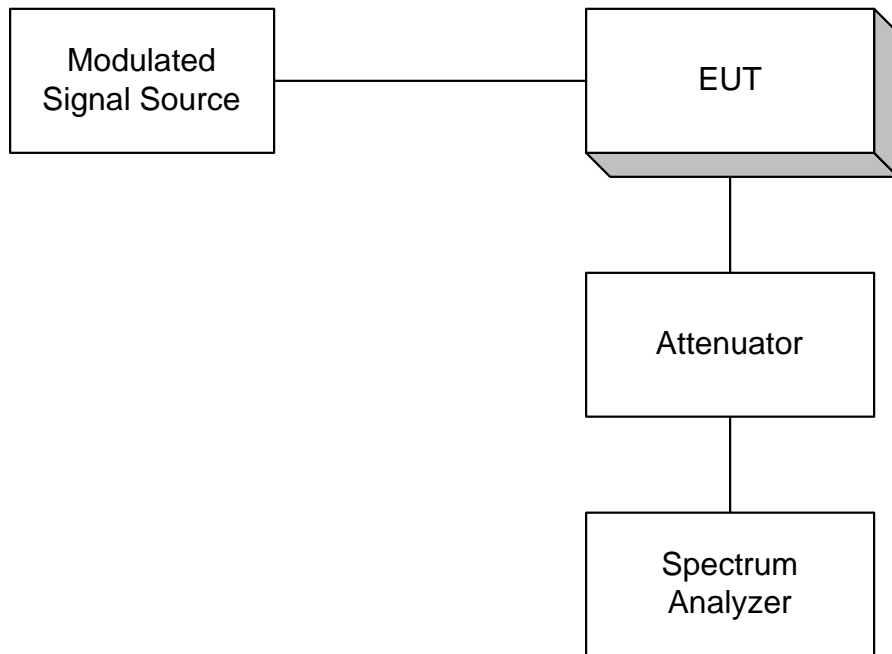 Modulated
Signal Source
EUT
Attenuator
Spectrum
Analyzer